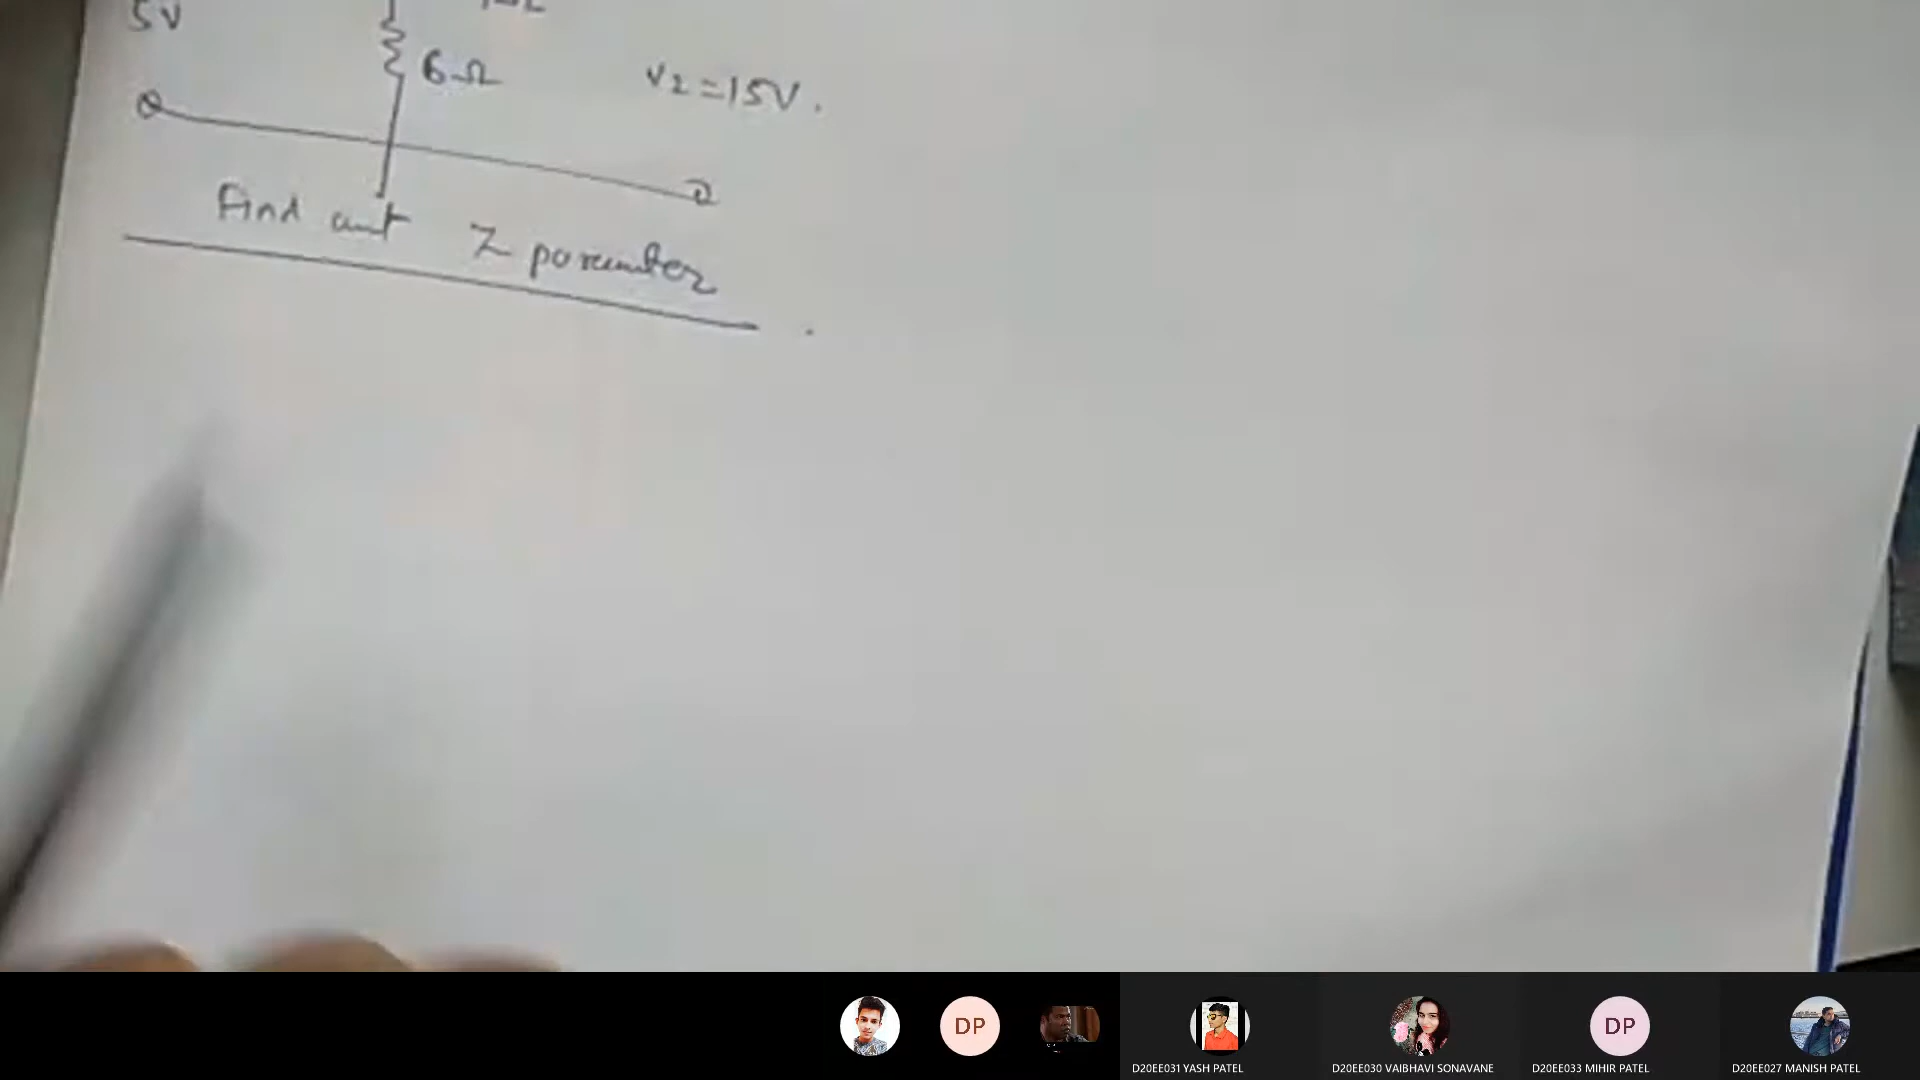 5V
6Ω
V2=15V.
Find out Z parameter
DP
DP
D20EE031 YASH PATEL
D20EE030 VAIBHAVI SONAVANE
D20EE033 MIHIR PATEL
D20EE027 MANISH PATEL